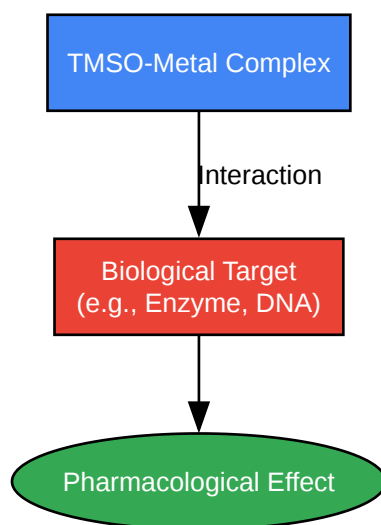 TMSO-Metal Complex
Interaction
Biological Target
(e.g., Enzyme, DNA)
Pharmacological Effect